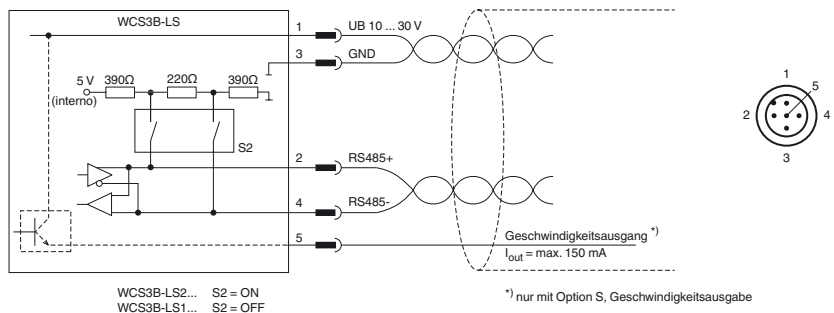 WCS3B-LS
1 UB 10 ... 30 V
3 GND
5 V 390Ω 220Ω 390Ω
(interno)
S2
2 RS485+
4 RS485-
5
Geschwindigkeitsausgang *)
Iout = max. 150 mA
WCS3B-LS2... S2 = ON
WCS3B-LS1... S2 = OFF
*) nur mit Option S, Geschwindigkeitsausgabe
1
5
2
4
3